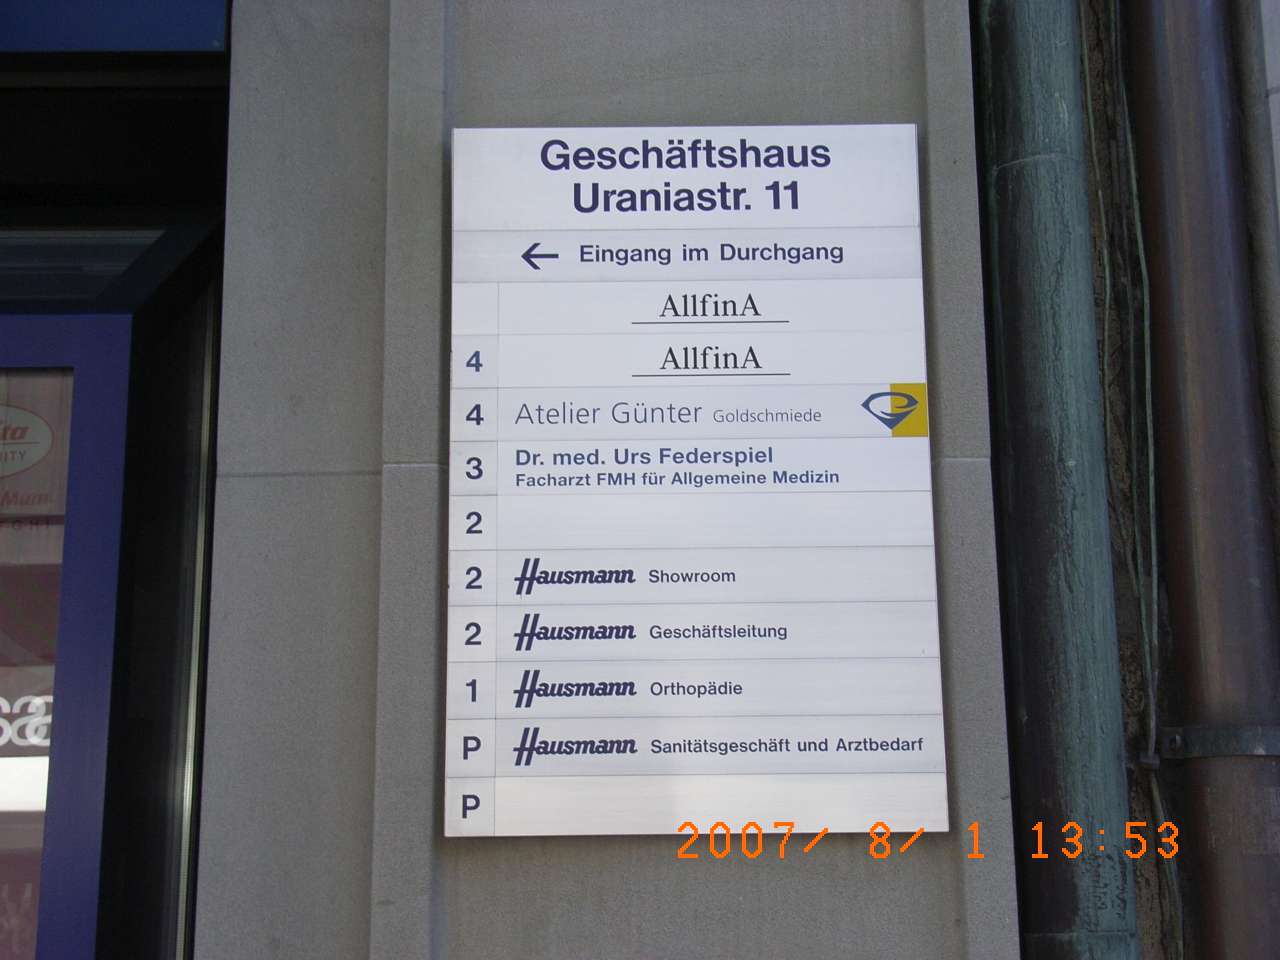 Geschäftshaus
Uraniastr. 11
← Eingang im Durchgang
AllfinA
4 AllfinA
4 Atelier Günter Goldschmiede
3 Dr. med. Urs Federspiel
Facharzt FMH für Allgemeine Medizin
2
2 Hausmann Showroom
2 Hausmann Geschäftsleitung
1 Hausmann Orthopädie
P Hausmann Sanitätsgeschäft und Arztbedarf
P
2007/ 8/ 1 13:53